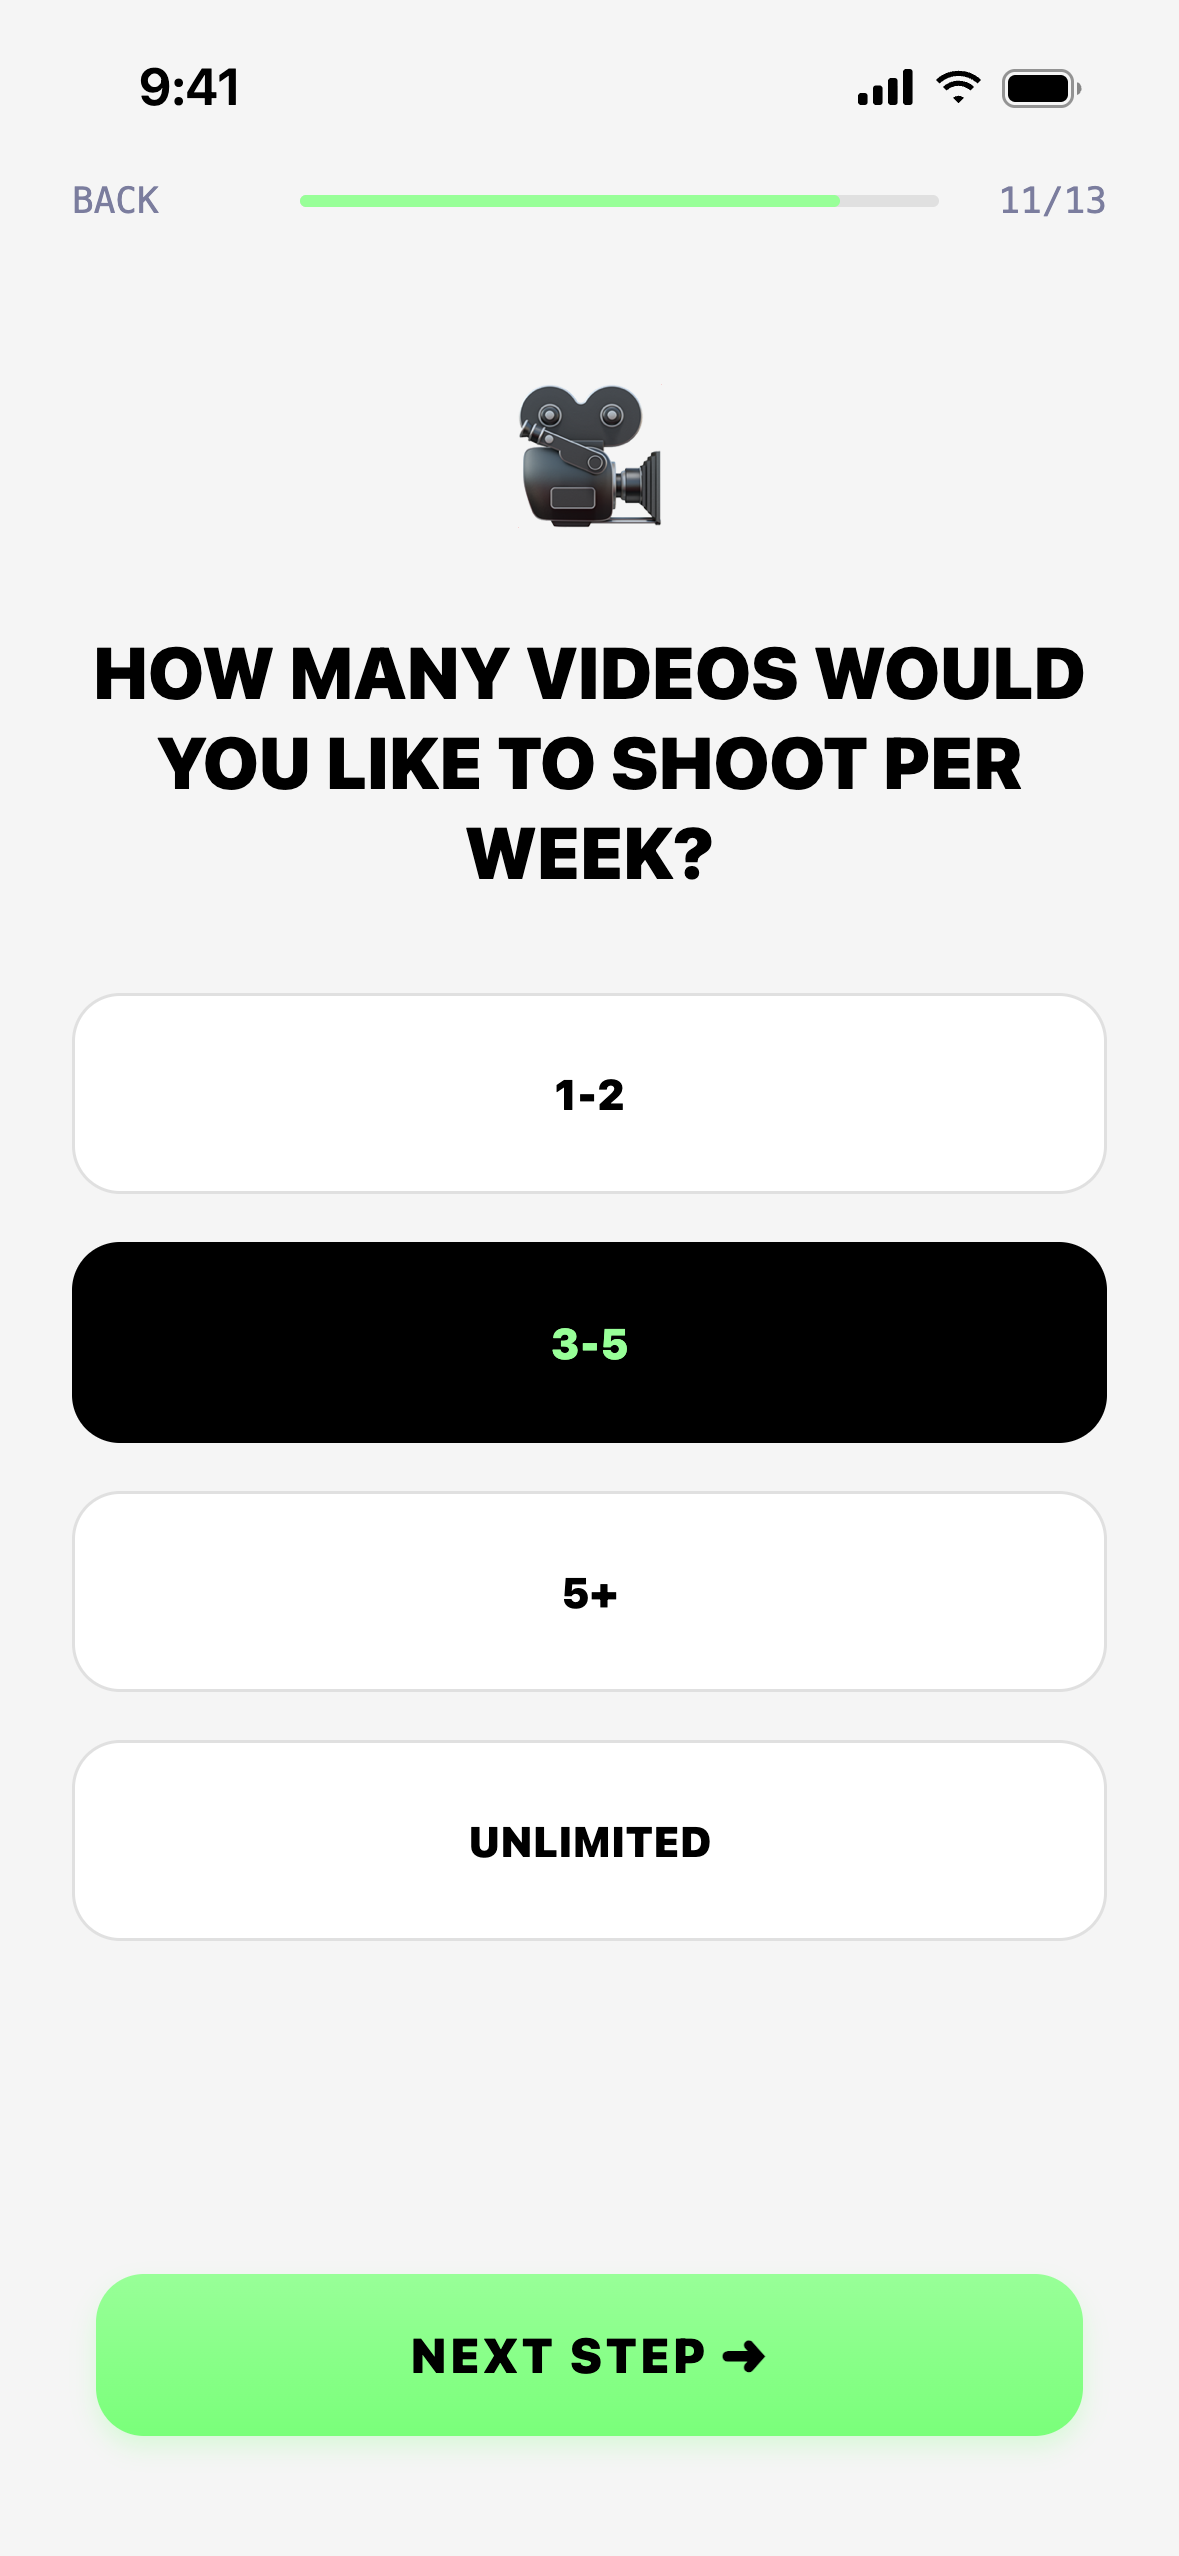 9:41
BACK
11/13
HOW MANY VIDEOS WOULD
YOU LIKE TO SHOOT PER
WEEK?
1-2
3-5
5+
UNLIMITED
NEXT STEP ➔